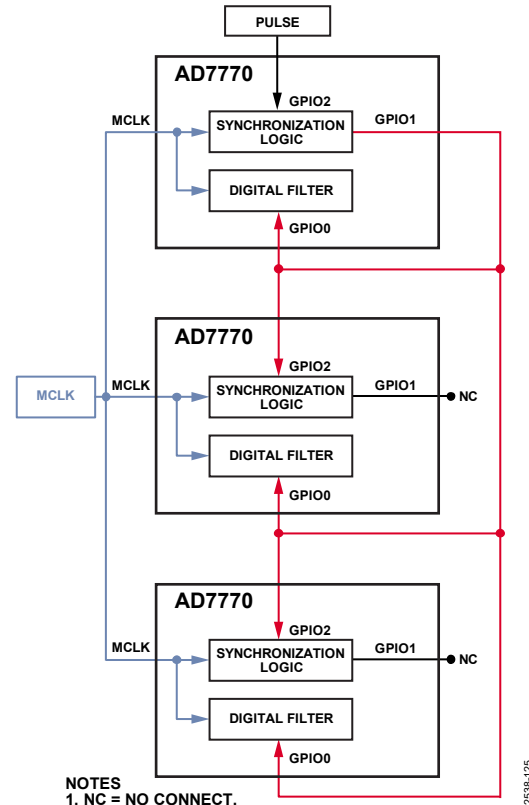 PULSE
AD7770
GPIO2
MCLK
SYNCHRONIZATION
LOGIC
GPIO1
DIGITAL FILTER
GPIO0
AD7770
GPIO2
MCLK
MCLK
SYNCHRONIZATION
LOGIC
GPIO1
NC
DIGITAL FILTER
GPIO0
AD7770
GPIO2
MCLK
SYNCHRONIZATION
LOGIC
GPIO1
NC
DIGITAL FILTER
GPIO0
NOTES
1. NC = NO CONNECT.